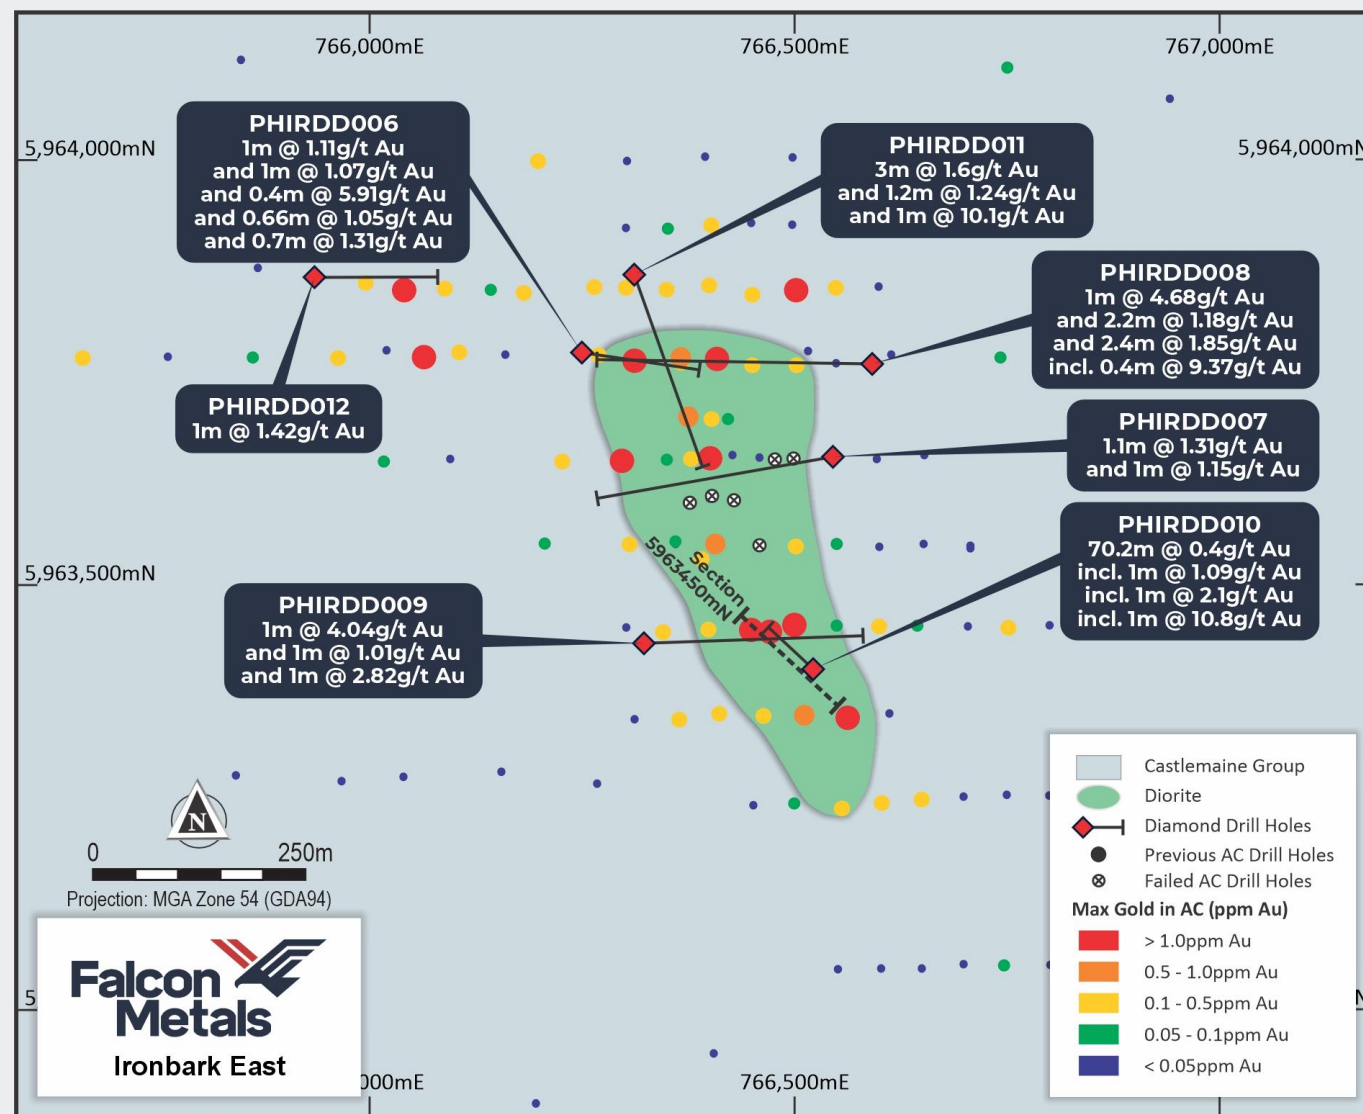 766,000mE
766,500mE
767,000mE
5,964,000mN
5,964,000mN
PHIRDD006
1m @ 1.11g/t Au
and 1m @ 1.07g/t Au
and 0.4m @ 5.91g/t Au
and 0.66m @ 1.05g/t Au
and 0.7m @ 1.31g/t Au
PHIRDD011
3m @ 1.6g/t Au
and 1.2m @ 1.24g/t Au
and 1m @ 10.1g/t Au
PHIRDD008
1m @ 4.68g/t Au
and 2.2m @ 1.18g/t Au
and 2.4m @ 1.85g/t Au
incl. 0.4m @ 9.37g/t Au
PHIRDD012
1m @ 1.42g/t Au
PHIRDD007
1.1m @ 1.31g/t Au
and 1m @ 1.15g/t Au
PHIRDD010
70.2m @ 0.4g/t Au
incl. 1m @ 1.09g/t Au
incl. 1m @ 2.1g/t Au
incl. 1m @ 10.8g/t Au
5,963,500mN
Section
5963450mN
PHIRDD009
1m @ 4.04g/t Au
and 1m @ 1.01g/t Au
and 1m @ 2.82g/t Au
N
0 250m
Projection: MGA Zone 54 (GDA94)
Falcon
Metals
Ironbark East
Castlemaine Group
Diorite
Diamond Drill Holes
Previous AC Drill Holes
Failed AC Drill Holes
Max Gold in AC (ppm Au)
> 1.0ppm Au
0.5 - 1.0ppm Au
0.1 - 0.5ppm Au
0.05 - 0.1ppm Au
< 0.05ppm Au
766,500mE